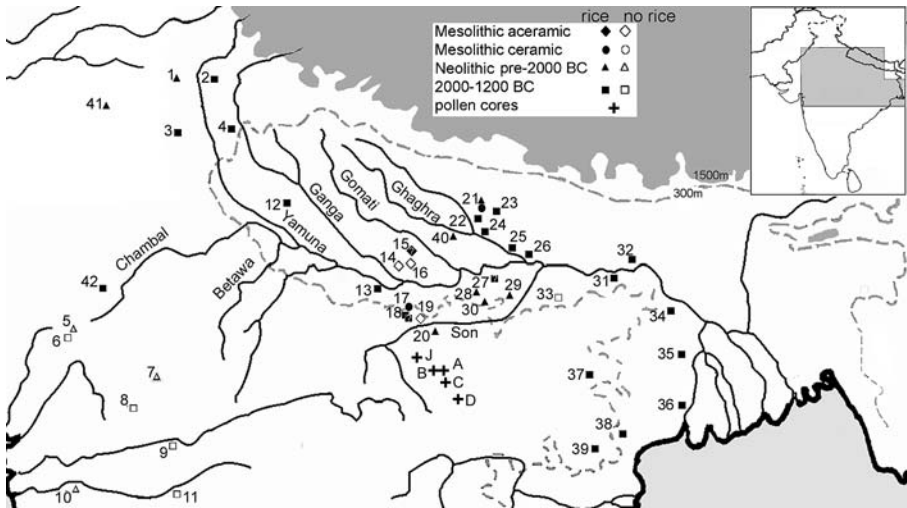 rice no rice
Mesolithic aceramic
Mesolithic ceramic
Neolithic pre-2000 BC
2000-1200 BC
pollen cores
1
2
41
3
4
1500m
300m
12
Yamuna
Ganga
Gomati
Ghaghra
21
23
22
24
40
25
26
32
Chambal
Betawa
15
14
16
42
13
17
19
18
27
28
29
30
33
31
34
5
6
20
Son
J
B
A
C
D
7
8
37
35
36
38
39
9
10
11